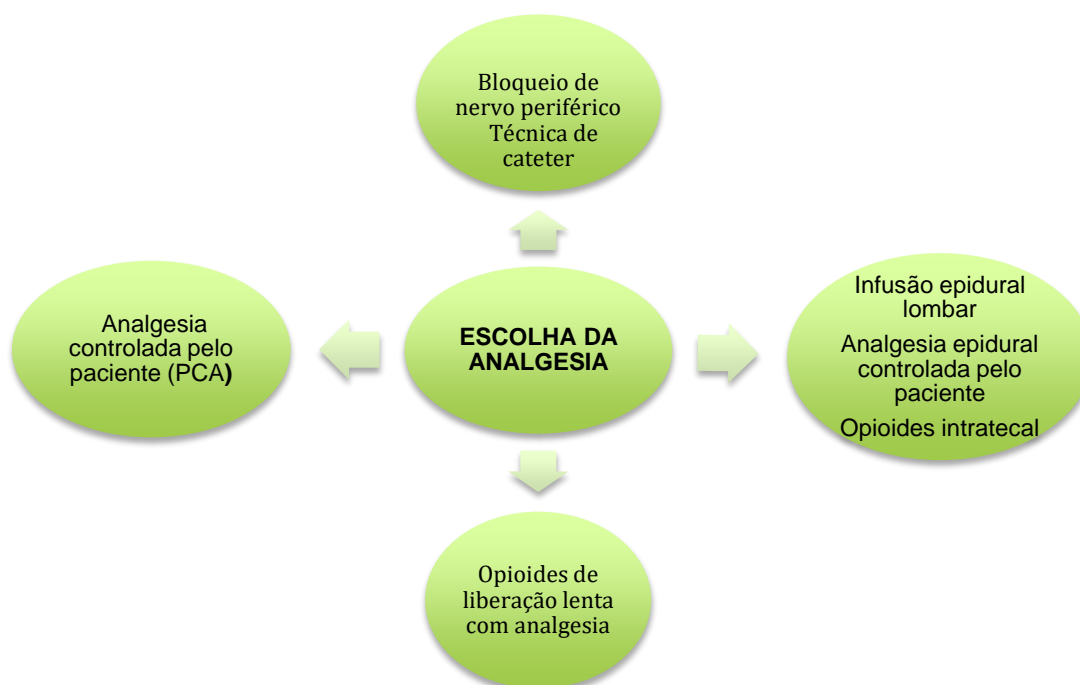 Bloqueio de
nervo periférico
Técnica de
cateter
Analgesia
controlada pelo
paciente (PCA)
ESCOLHA DA
ANALGESIA
Infusão epidural
lombar
Analgesia epidural
controlada pelo
paciente
Opioides intratecal
Opioides de
liberação lenta
com analgesia